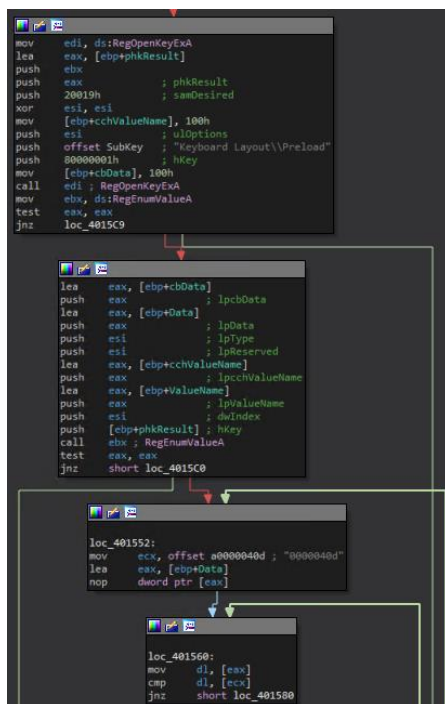 mov edi, ds:RegOpenKeyExA
lea eax, [ebp+phkResult]
push ebx
push eax ; phkResult
push 20019h ; samDesired
xor esi, esi
mov [ebp+cchValueName], 100h
push esi ; ulOptions
push offset SubKey ; "Keyboard Layout\\Preload"
push 80000001h ; hKey
mov [ebp+cbData], 100h
call edi ; RegOpenKeyExA
mov ebx, ds:RegEnumValueA
test eax, eax
jnz loc_4015C9
lea eax, [ebp+cbData]
push eax ; lpcbData
lea eax, [ebp+Data]
push eax ; lpData
push esi ; lpType
push esi ; lpReserved
lea eax, [ebp+cchValueName]
push eax ; lpcchValueName
lea eax, [ebp+ValueName]
push eax ; lpValueName
push esi ; dwIndex
push [ebp+phkResult] ; hKey
call ebx ; RegEnumValueA
test eax, eax
jnz short loc_4015C0
loc_401552:
mov ecx, offset a0000040d ; "0000040d"
lea eax, [ebp+Data]
nop dword ptr [eax]
loc_401560:
mov dl, [eax]
cmp dl, [ecx]
jnz short loc_401580